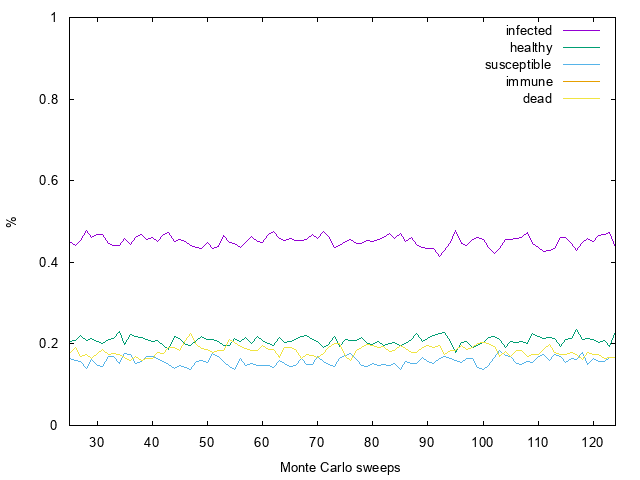 1
0.8
0.6
0.4
0.2
0
%
infected
healthy
susceptible
immune
dead
30 40 50 60 70 80 90 100 110 120
Monte Carlo sweeps